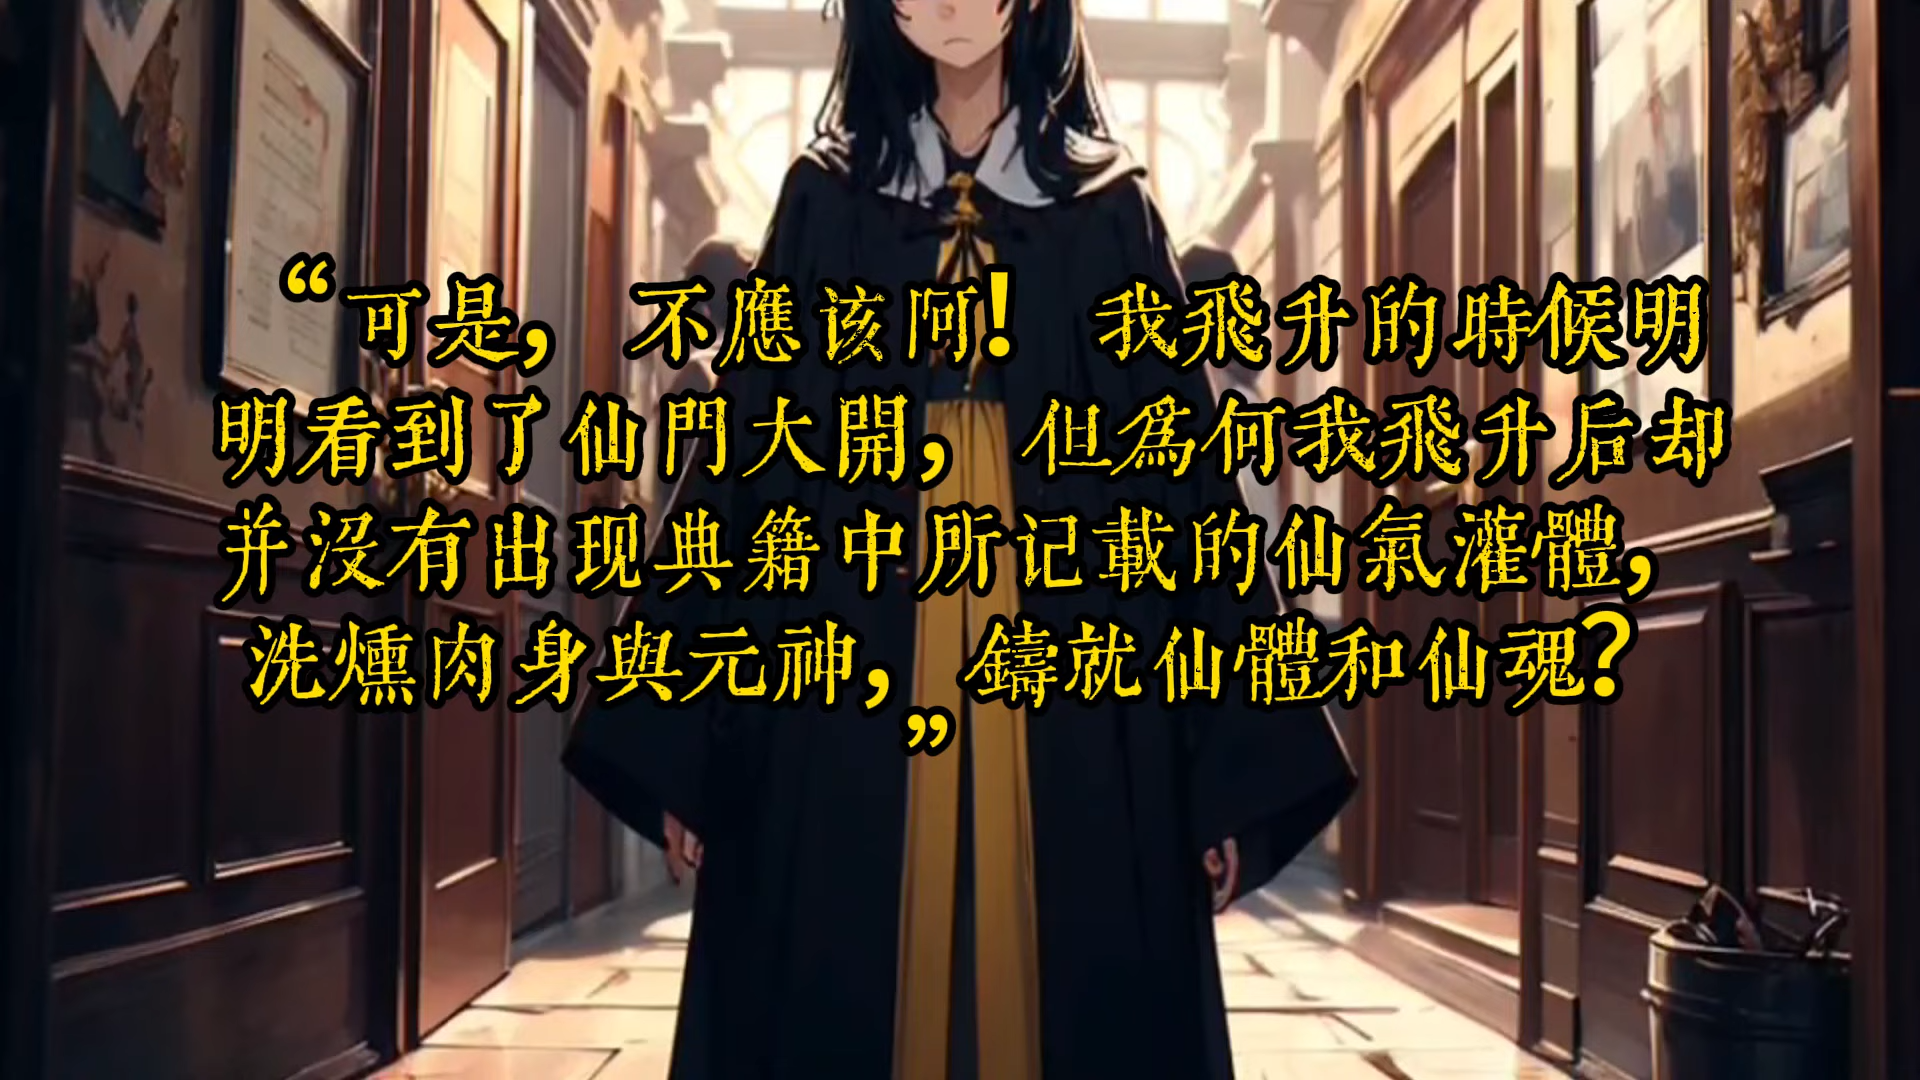 “可是，不應该阿！我飛升的時候明
明看到了仙門大開，但爲何我飛升后却
并沒有出现典籍中所记載的仙氣灌體，
洗燻肉身與元神，鑄就仙體和仙魂？
”